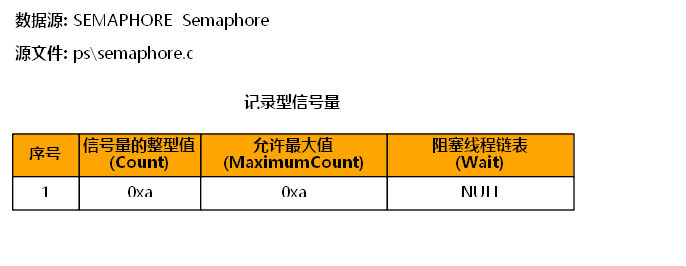 数据源: SEMAPHORE Semaphore
源文件: ps\semaphore.c
记录型信号量
序号 信号量的整型值 (Count) 允许最大值 (MaximumCount) 阻塞线程链表 (Wait)
1 0xa 0xa NULL